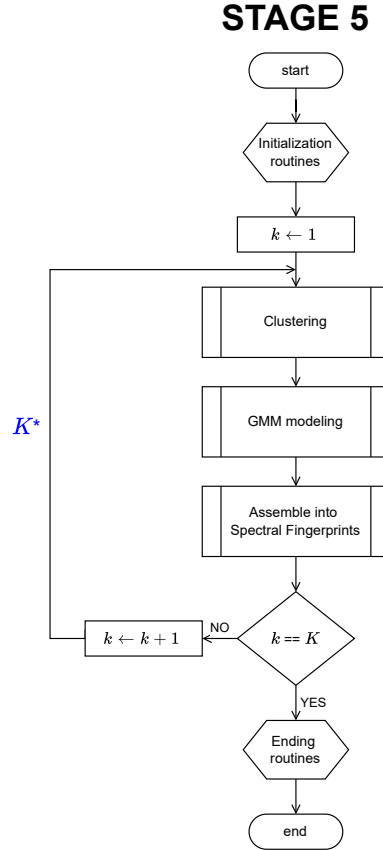 STAGE 5
start
Initialization
routines
k ← 1
Clustering
K*
GMM modeling
Assemble into
Spectral Fingerprints
k ← k + 1
NO
k == K
YES
Ending
routines
end